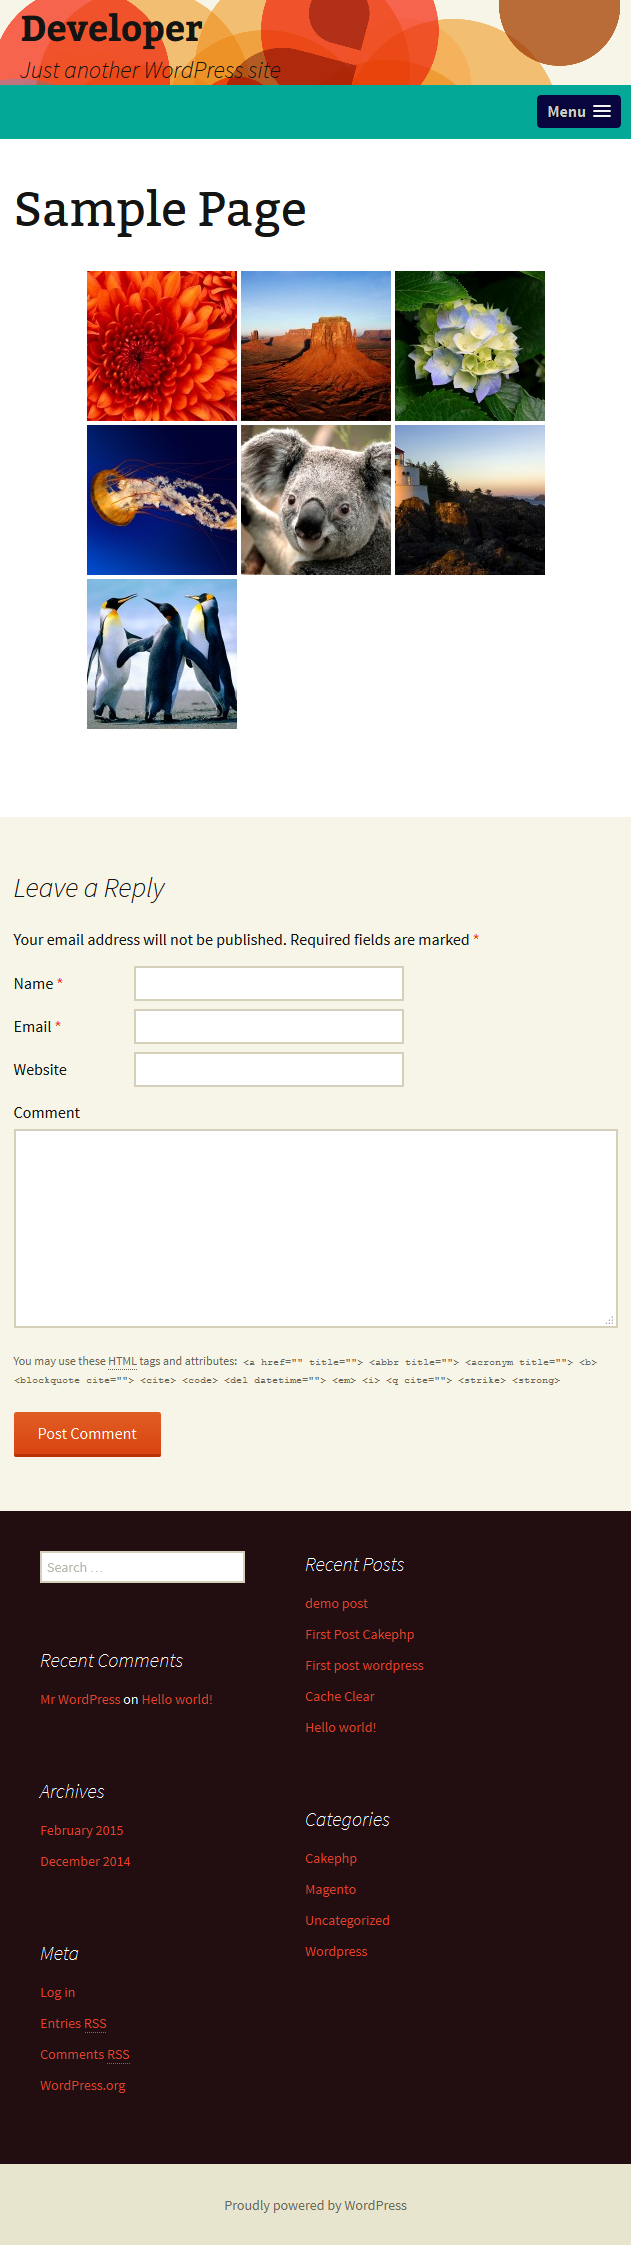 Developer
Just another WordPress site
Menu
Sample Page
Leave a Reply
Your email address will not be published. Required fields are marked *
Name *
Email *
Website
Comment
You may use these HTML tags and attributes: <a href="" title=""> <abbr title=""> <acronym title=""> <b>
<blockquote cite=""> <cite> <code> <del datetime=""> <em> <i> <q cite=""> <strike> <strong>
Post Comment
Search …
Recent Comments
Mr WordPress on Hello world!
Archives
February 2015
December 2014
Meta
Log in
Entries RSS
Comments RSS
WordPress.org
Recent Posts
demo post
First Post Cakephp
First post wordpress
Cache Clear
Hello world!
Categories
Cakephp
Magento
Uncategorized
Wordpress
Proudly powered by WordPress